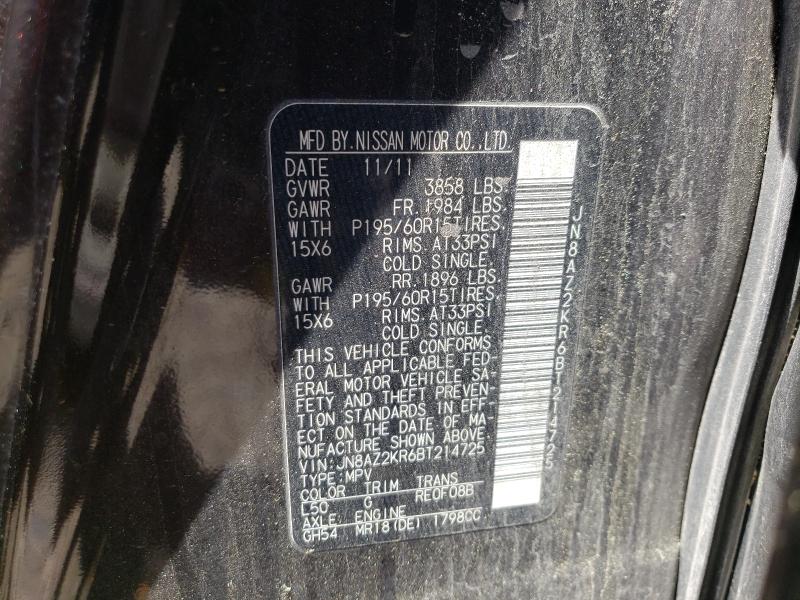 MFD BY.NISSAN MOTOR CO.,LTD.
DATE 11/11
GVWR 3858 LBS.
GAWR FR.1984 LBS.
WITH P195/60R15TIRES.
15X6 RIMS.AT33PSI
COLD SINGLE.
GAWR RR.1896 LBS.
WITH P195/60R15TIRES.
15X6 RIMS.AT33PSI
COLD SINGLE.
THIS VEHICLE CONFORMS
TO ALL APPLICABLE FED-
ERAL MOTOR VEHICLE SA-
FETY AND THEFT PREVEN-
TION STANDARDS IN EFF-
ECT ON THE DATE OF MA-
NUFACTURE SHOWN ABOVE.
VIN:JN8AZ2KR6BT214725
TYPE:MPV
COLOR TRIM TRANS
L50 G RE0F08B
AXLE ENGINE
GH54 MR18(DE) 1798CC
JN8AZ2KR6BT214725